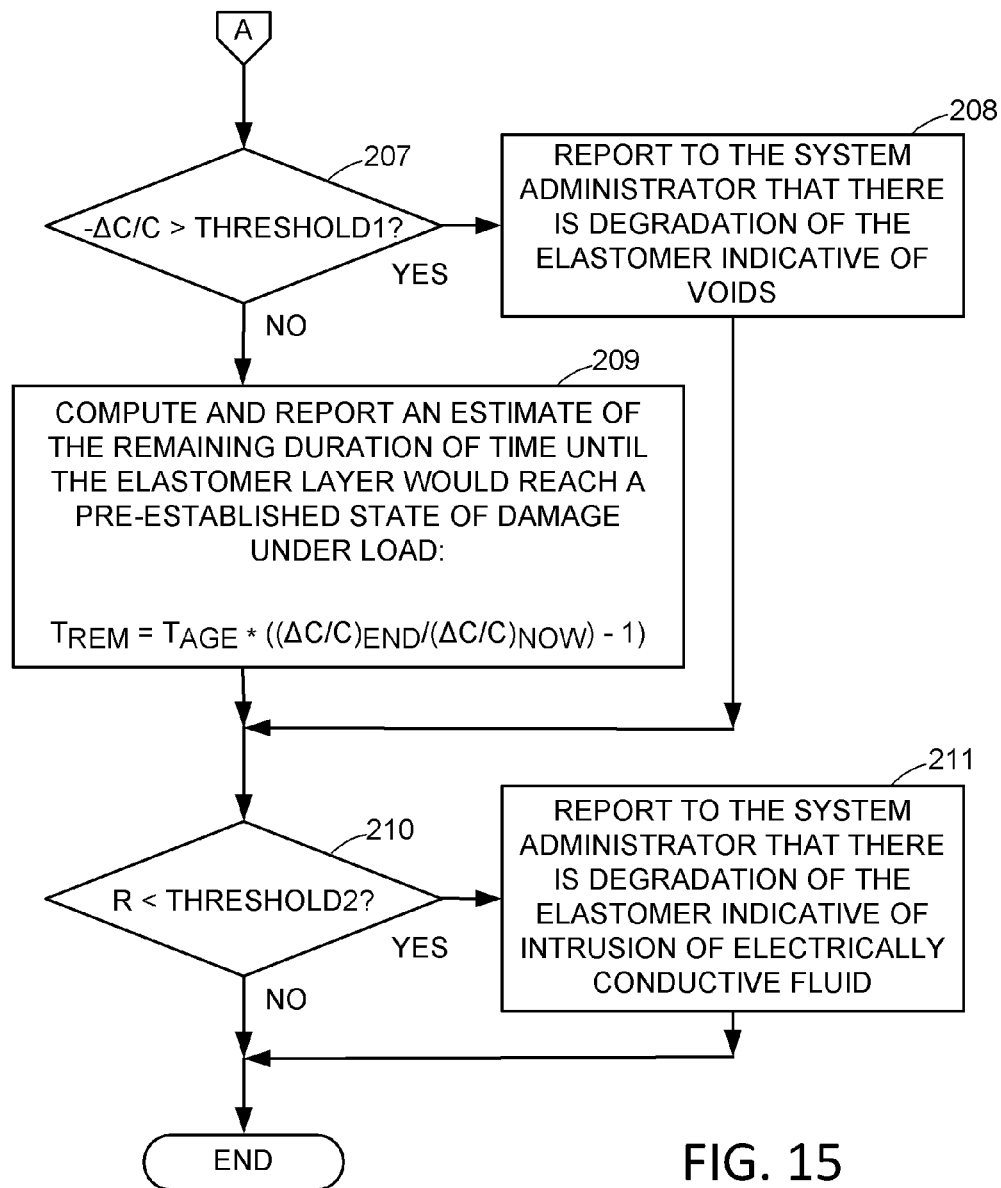 A
207
-ΔC/C > THRESHOLD1?
YES
NO
208
REPORT TO THE SYSTEM
ADMINISTRATOR THAT THERE
IS DEGRADATION OF THE
ELASTOMER INDICATIVE OF
VOIDS
209
COMPUTE AND REPORT AN ESTIMATE OF
THE REMAINING DURATION OF TIME UNTIL
THE ELASTOMER LAYER WOULD REACH A
PRE-ESTABLISHED STATE OF DAMAGE
UNDER LOAD:
TREM = TAGE * ((ΔC/C)END/(ΔC/C)NOW) - 1)
210
R < THRESHOLD2?
YES
NO
211
REPORT TO THE SYSTEM
ADMINISTRATOR THAT THERE
IS DEGRADATION OF THE
ELASTOMER INDICATIVE OF
INTRUSION OF ELECTRICALLY
CONDUCTIVE FLUID
END
FIG. 15